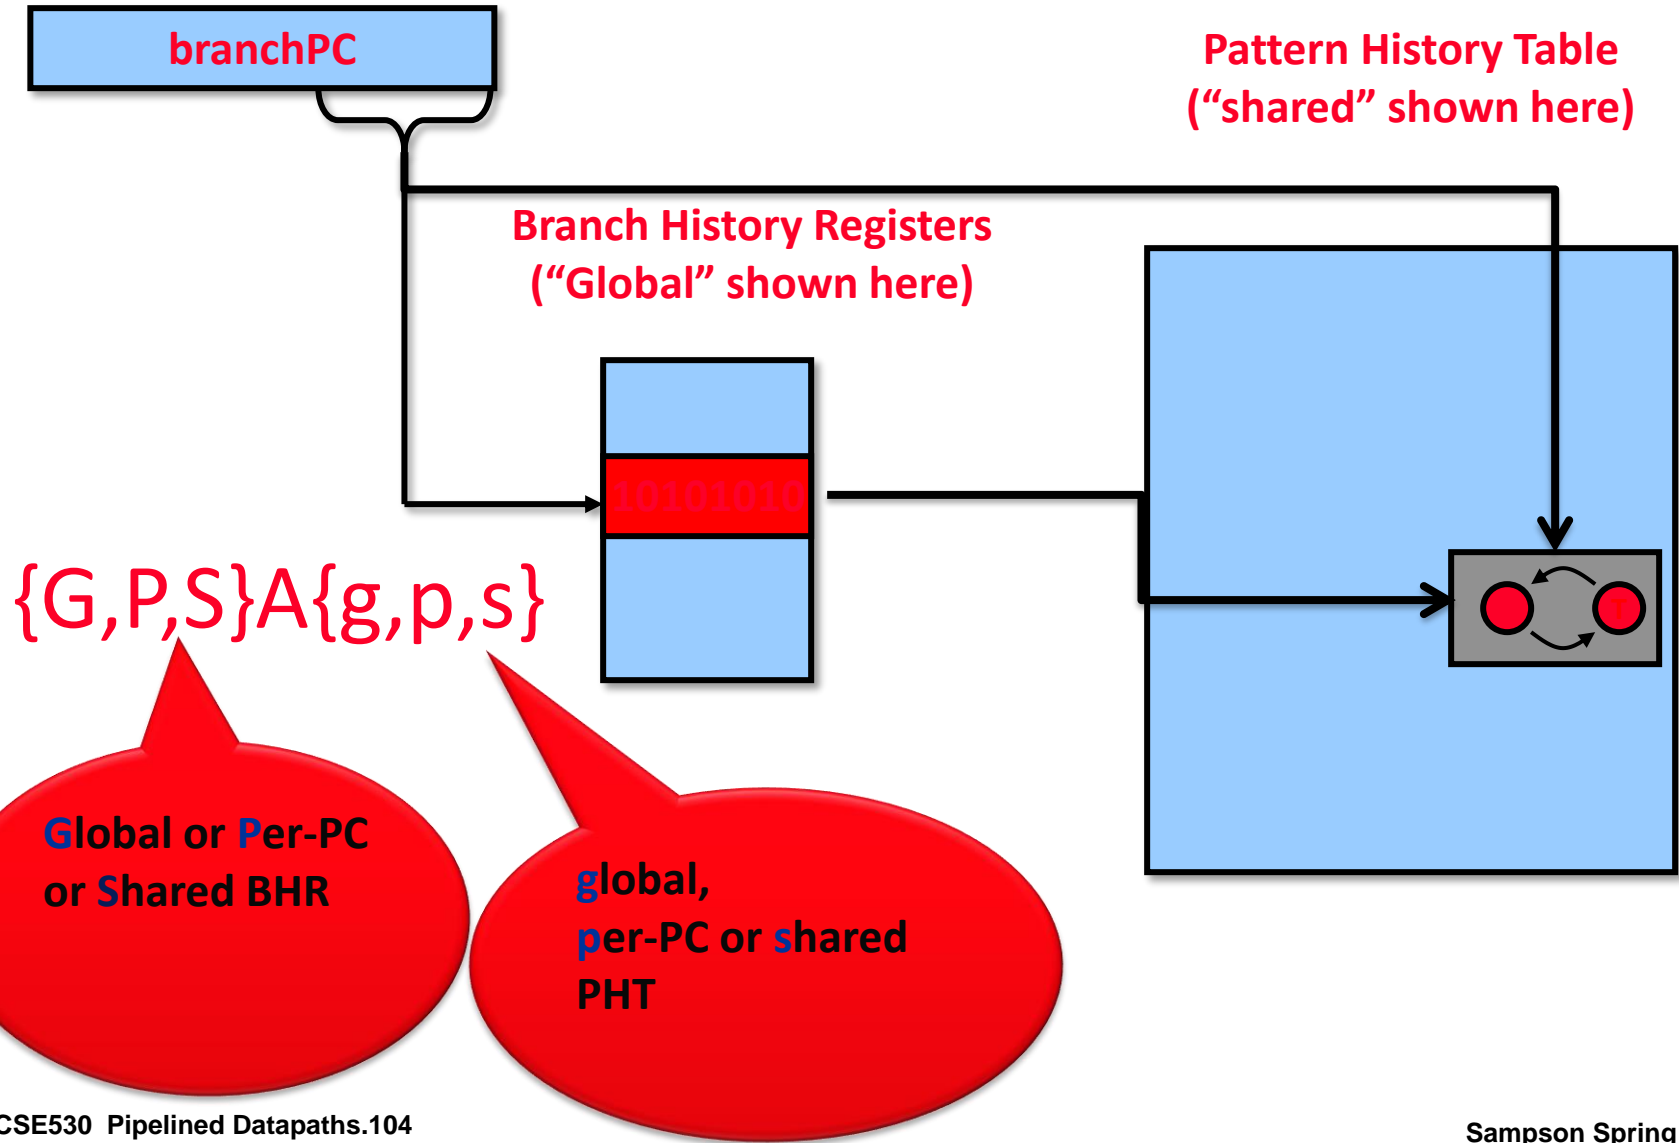 branchPC
Pattern History Table
(“shared” shown here)
Branch History Registers
(“Global” shown here)
10101010
T
{G,P,S}A{g,p,s}
Global or Per-PC
or Shared BHR
global,
per-PC or shared
PHT
CSE530 Pipelined Datapaths.104
Sampson Spring